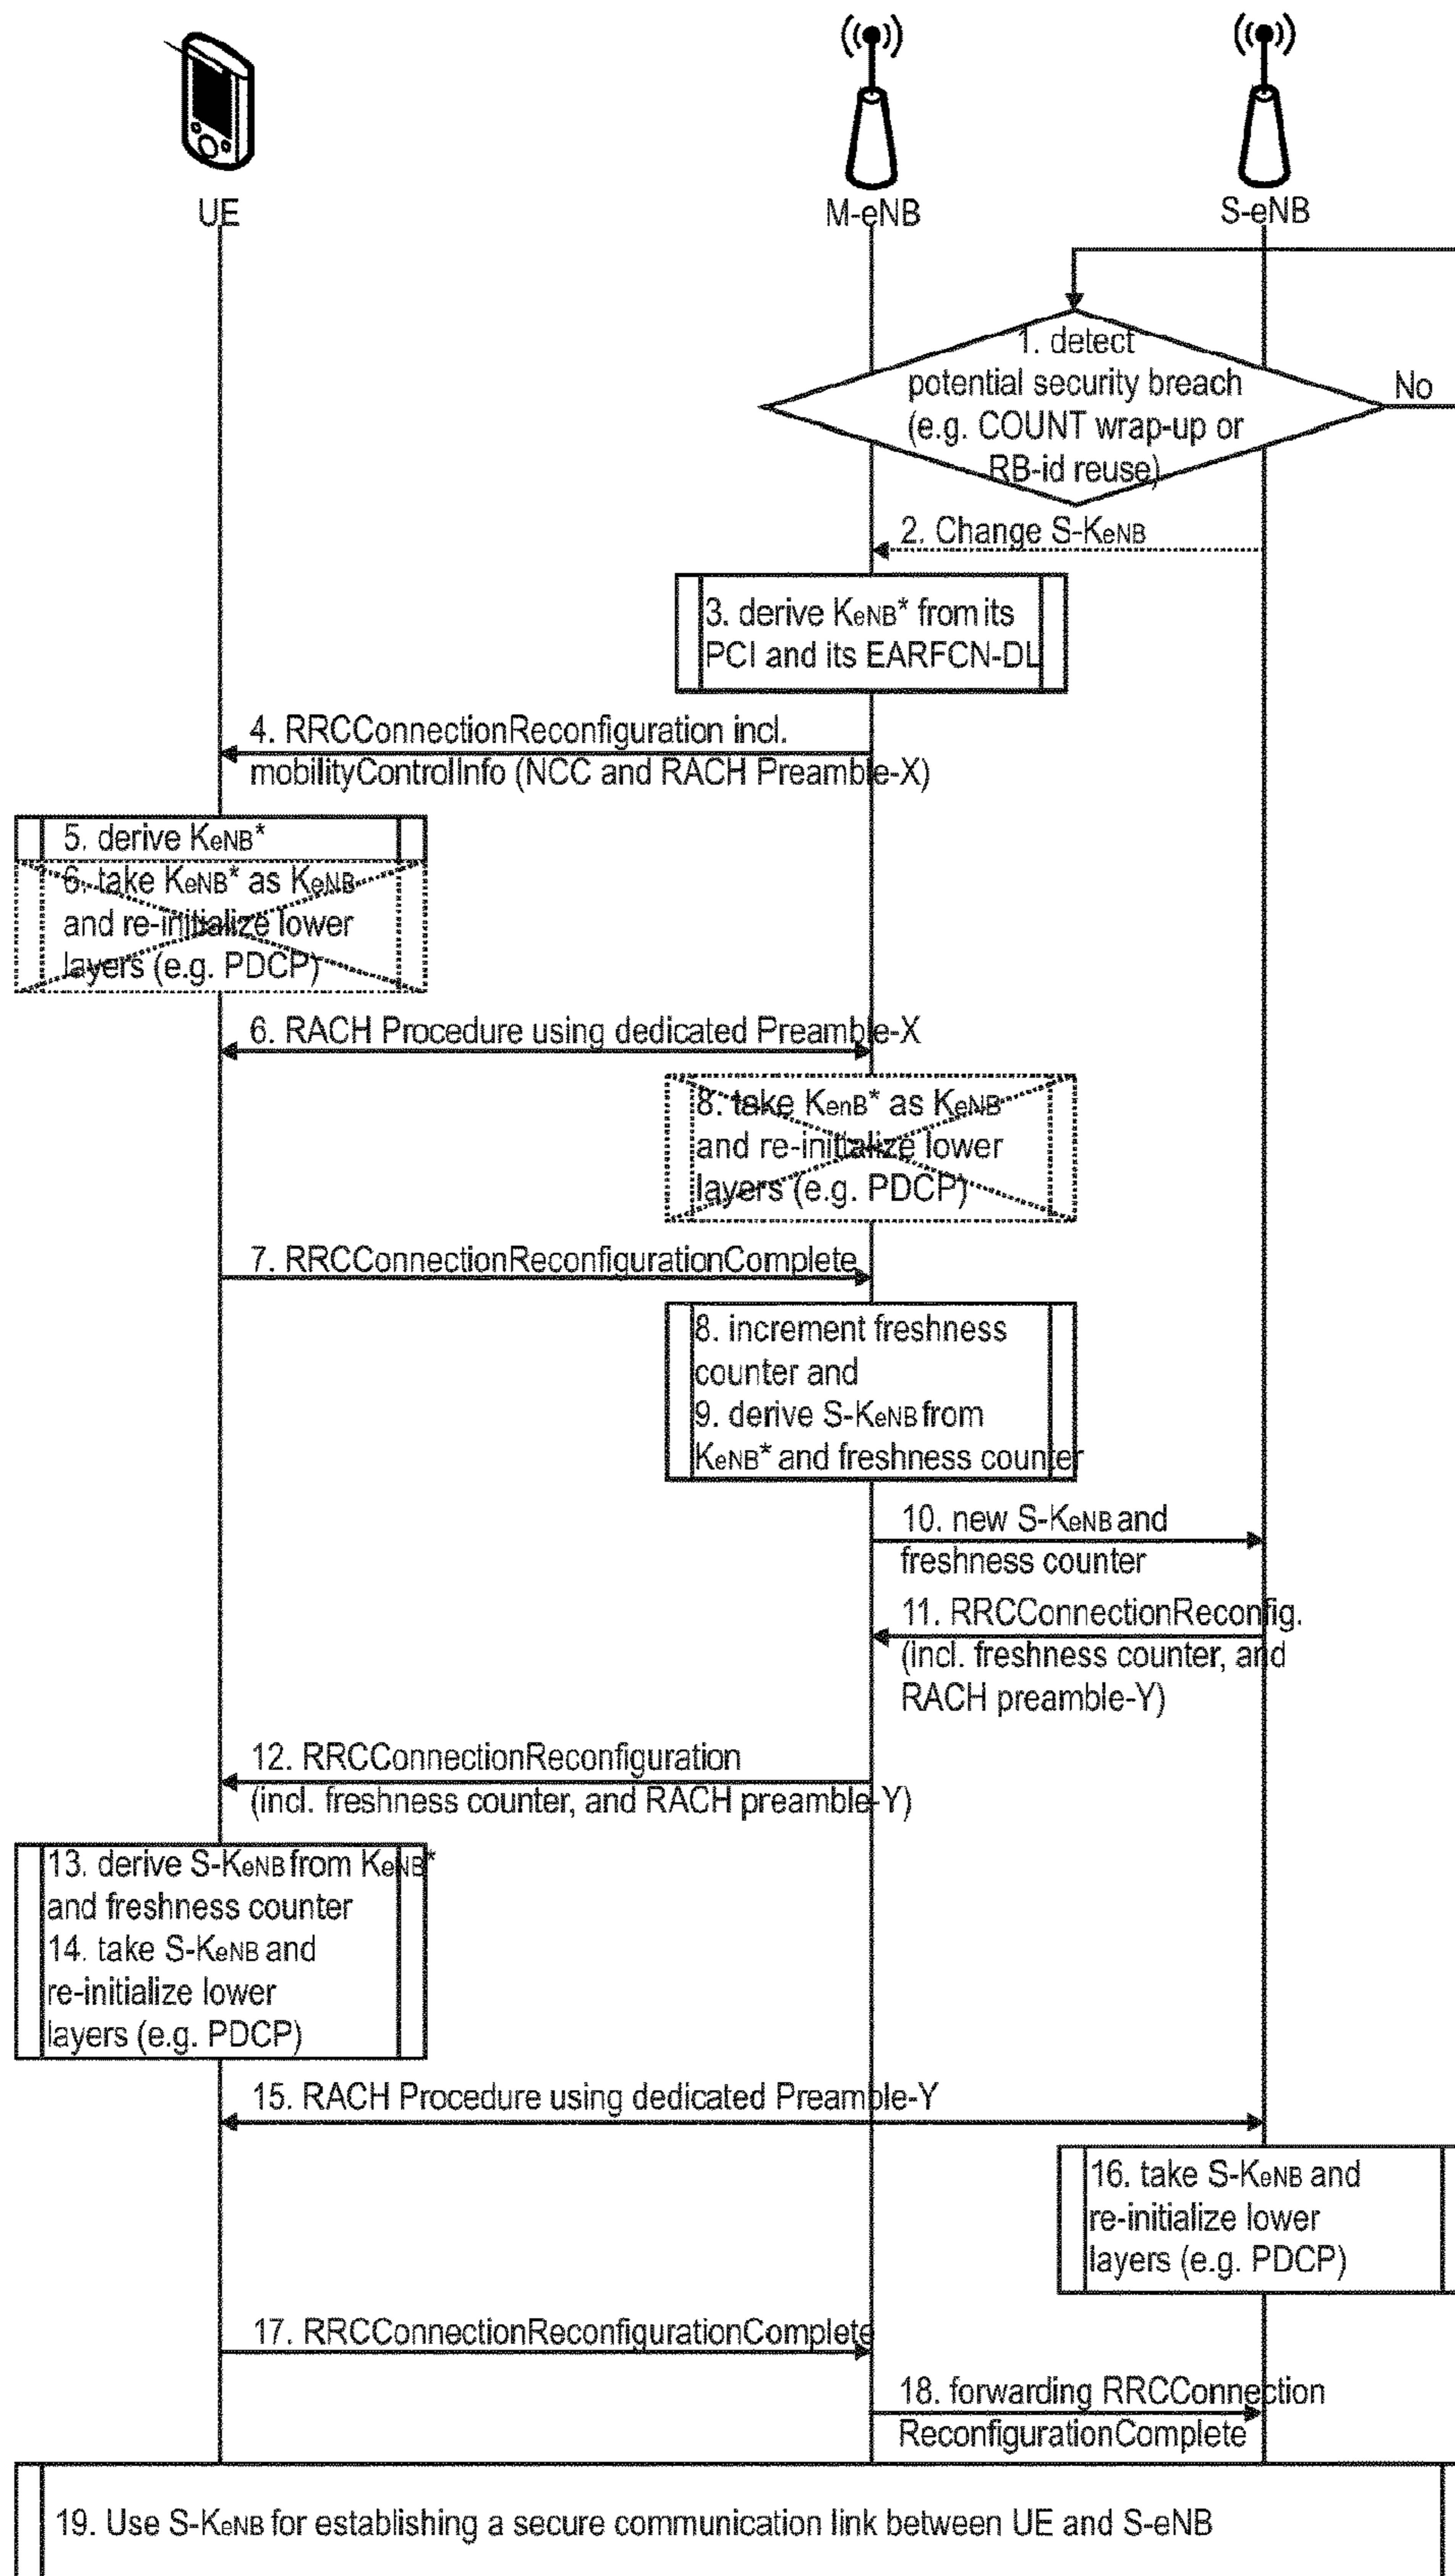 UE
M-eNB
S-eNB
1. detect
potential security breach
(e.g. COUNT wrap-up or
RB-id reuse)
No
2. Change S-KeNB
3. derive KeNB* from its
PCI and its EARFCN-DL
4. RRCConnectionReconfiguration incl.
mobilityControlInfo (NCC and RACH Preamble-X)
5. derive KeNB*
6. take KeNB* as KeNB
and re-initialize lower
layers (e.g. PDCP)
6. RACH Procedure using dedicated Preamble-X
8. take KenB* as KeNB
and re-initialize lower
layers (e.g. PDCP)
7. RRCConnectionReconfigurationComplete
8. increment freshness
counter and
9. derive S-KeNB from
KeNB* and freshness counter
10. new S-KeNB and
freshness counter
11. RRCConnectionReconfig.
(incl. freshness counter, and
RACH preamble-Y)
12. RRCConnectionReconfiguration
(incl. freshness counter, and RACH preamble-Y)
13. derive S-KeNB from KeNB*
and freshness counter
14. take S-KeNB and
re-initialize lower
layers (e.g. PDCP)
15. RACH Procedure using dedicated Preamble-Y
16. take S-KeNB and
re-initialize lower
layers (e.g. PDCP)
17. RRCConnectionReconfigurationComplete
18. forwarding RRCConnection
ReconfigurationComplete
19. Use S-KeNB for establishing a secure communication link between UE and S-eNB